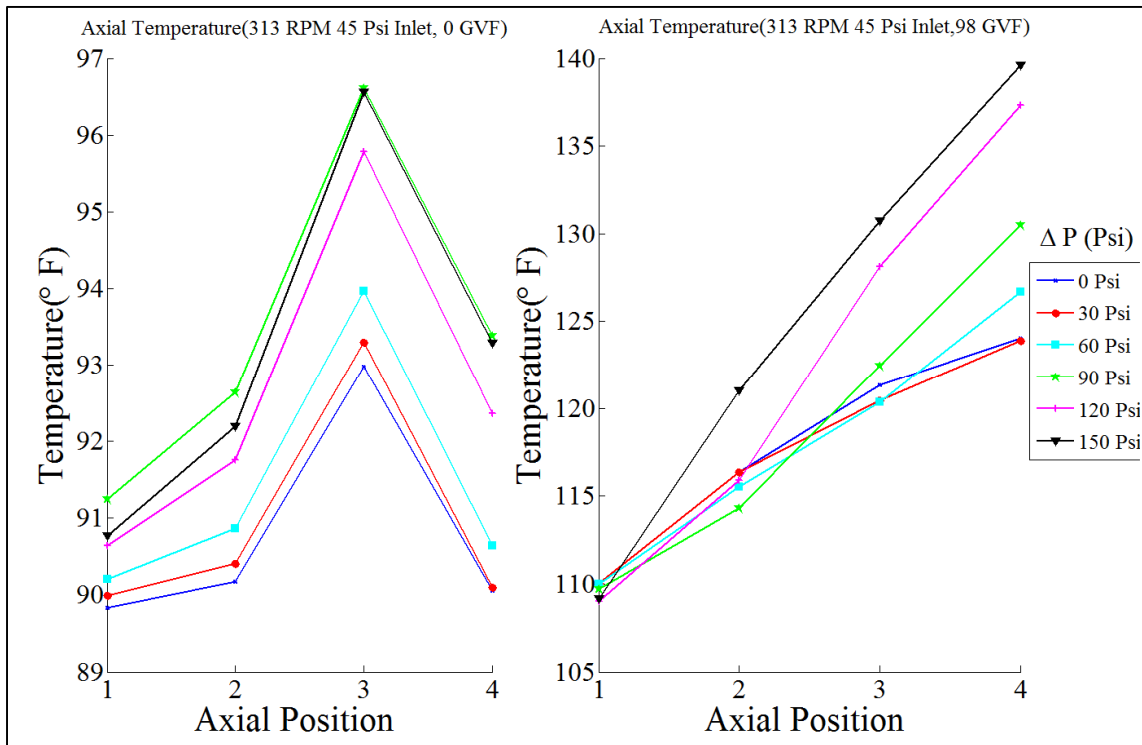 Axial Temperature(313 RPM 45 Psi Inlet, 0 GVF)
97
96
95
94
93
92
91
90
89
Temperature(° F)
1 2 3 4
Axial Position
Axial Temperature(313 RPM 45 Psi Inlet,98 GVF)
140
135
130
125
120
115
110
105
Temperature(° F)
1 2 3 4
Axial Position
Δ P (Psi)
0 Psi
30 Psi
60 Psi
90 Psi
120 Psi
150 Psi